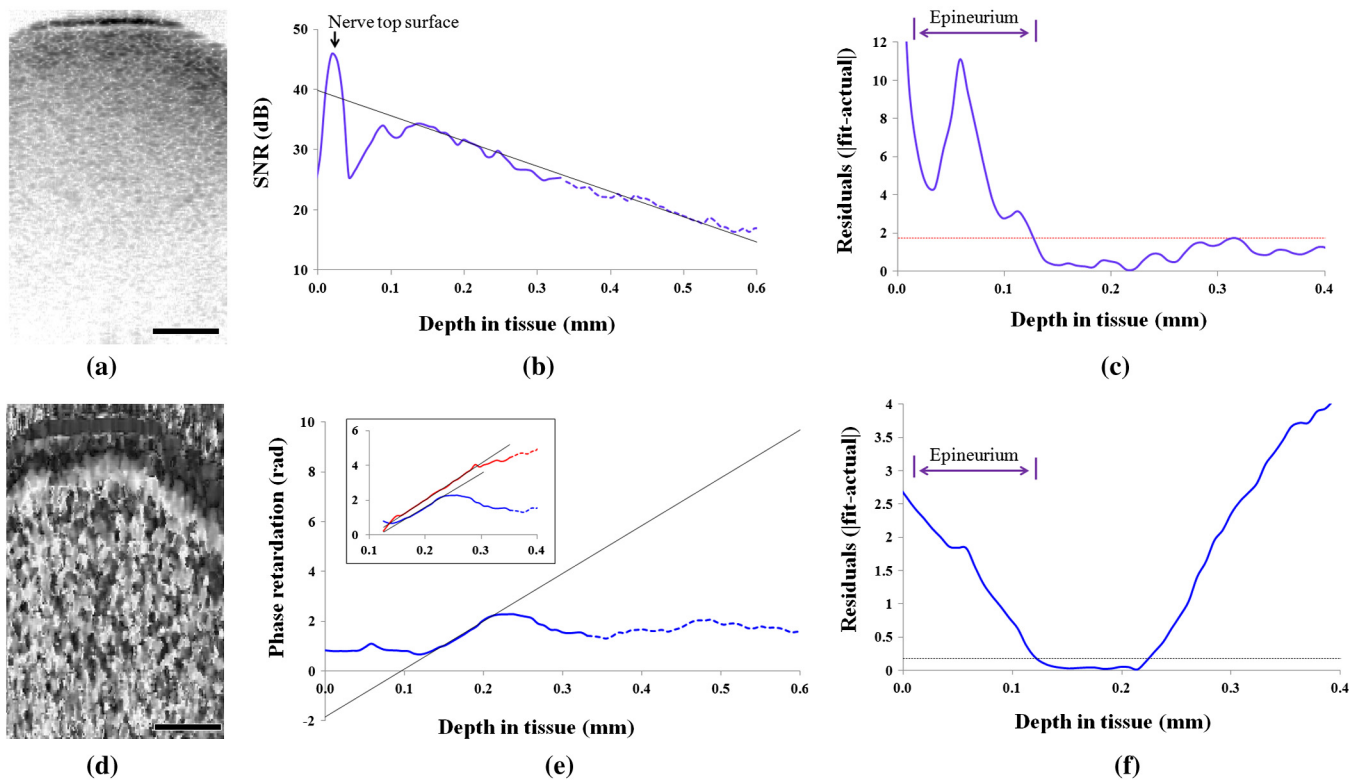 Nerve top surface
50
40
30
20
10
SNR (dB)
0.0 0.1 0.2 0.3 0.4 0.5 0.6
Depth in tissue (mm)
Epineurium
12
10
8
6
4
2
0
Residuals (|fit-actual|)
0.0 0.1 0.2 0.3 0.4
Depth in tissue (mm)
(a)
(b)
(c)
10
8
6
4
2
0
-2
Phase retardation (rad)
6
4
2
0
0.1 0.2 0.3 0.4
0.0 0.1 0.2 0.3 0.4 0.5 0.6
Depth in tissue (mm)
Epineurium
4
3.5
3
2.5
2
1.5
1
0.5
0
Residuals (|fit-actual|)
0.0 0.1 0.2 0.3 0.4
Depth in tissue (mm)
(d)
(e)
(f)